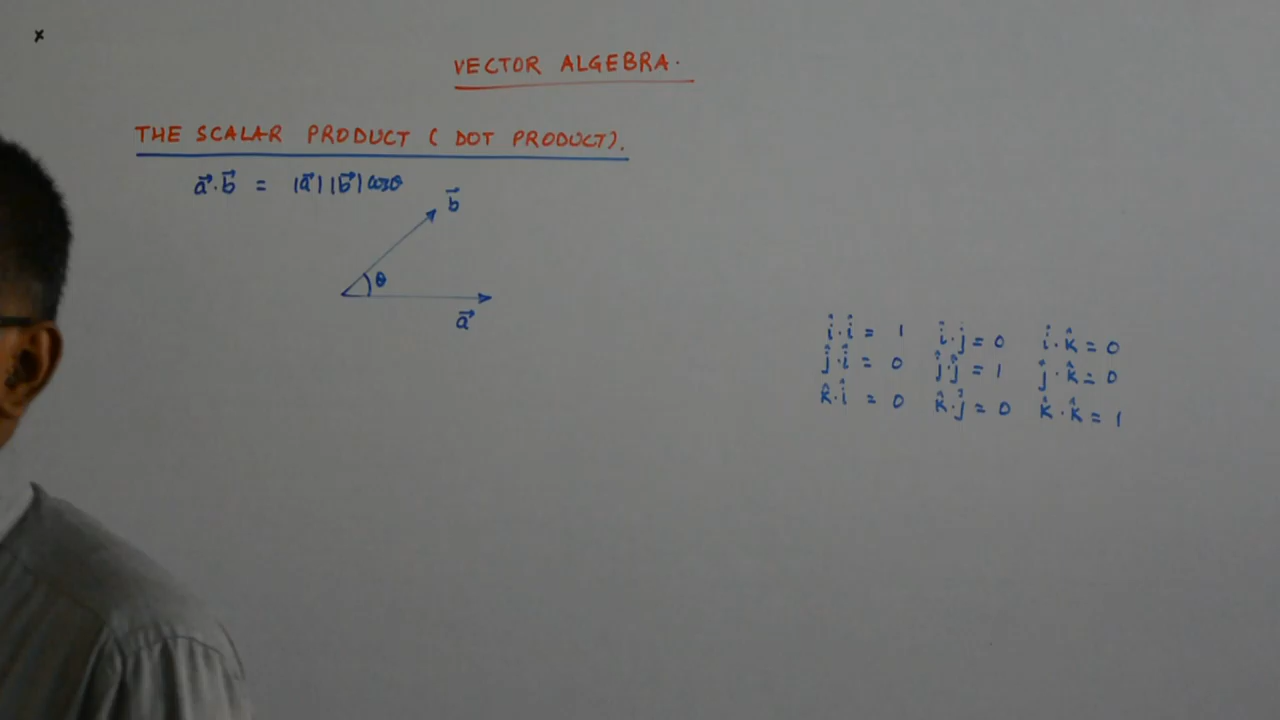 ×
VECTOR ALGEBRA.
THE SCALAR PRODUCT ( DOT PRODUCT).
a⃗.b⃗ = |a⃗| |b⃗| cosθ
b⃗
θ
a⃗
î.î = 1 î.ĵ = 0 î.k̂ = 0
ĵ.î = 0 ĵ.ĵ = 1 ĵ.k̂ = 0
k̂.î = 0 k̂.ĵ = 0 k̂.k̂ = 1